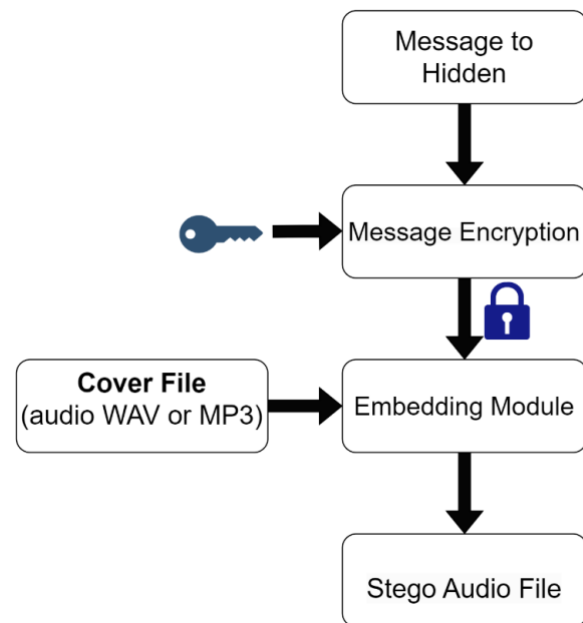 Message to
Hidden
Message Encryption
Cover File
(audio WAV or MP3)
Embedding Module
Stego Audio File